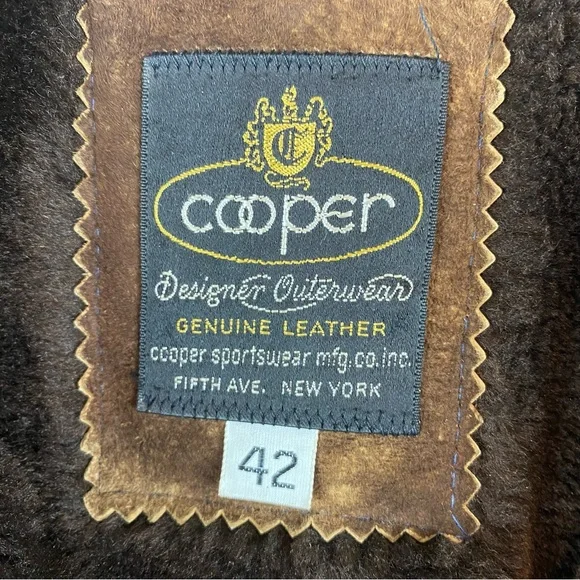 C
cooper
Designer Outerwear
GENUINE LEATHER
cooper sportswear mfg.co.inc.
FIFTH AVE. NEW YORK
42